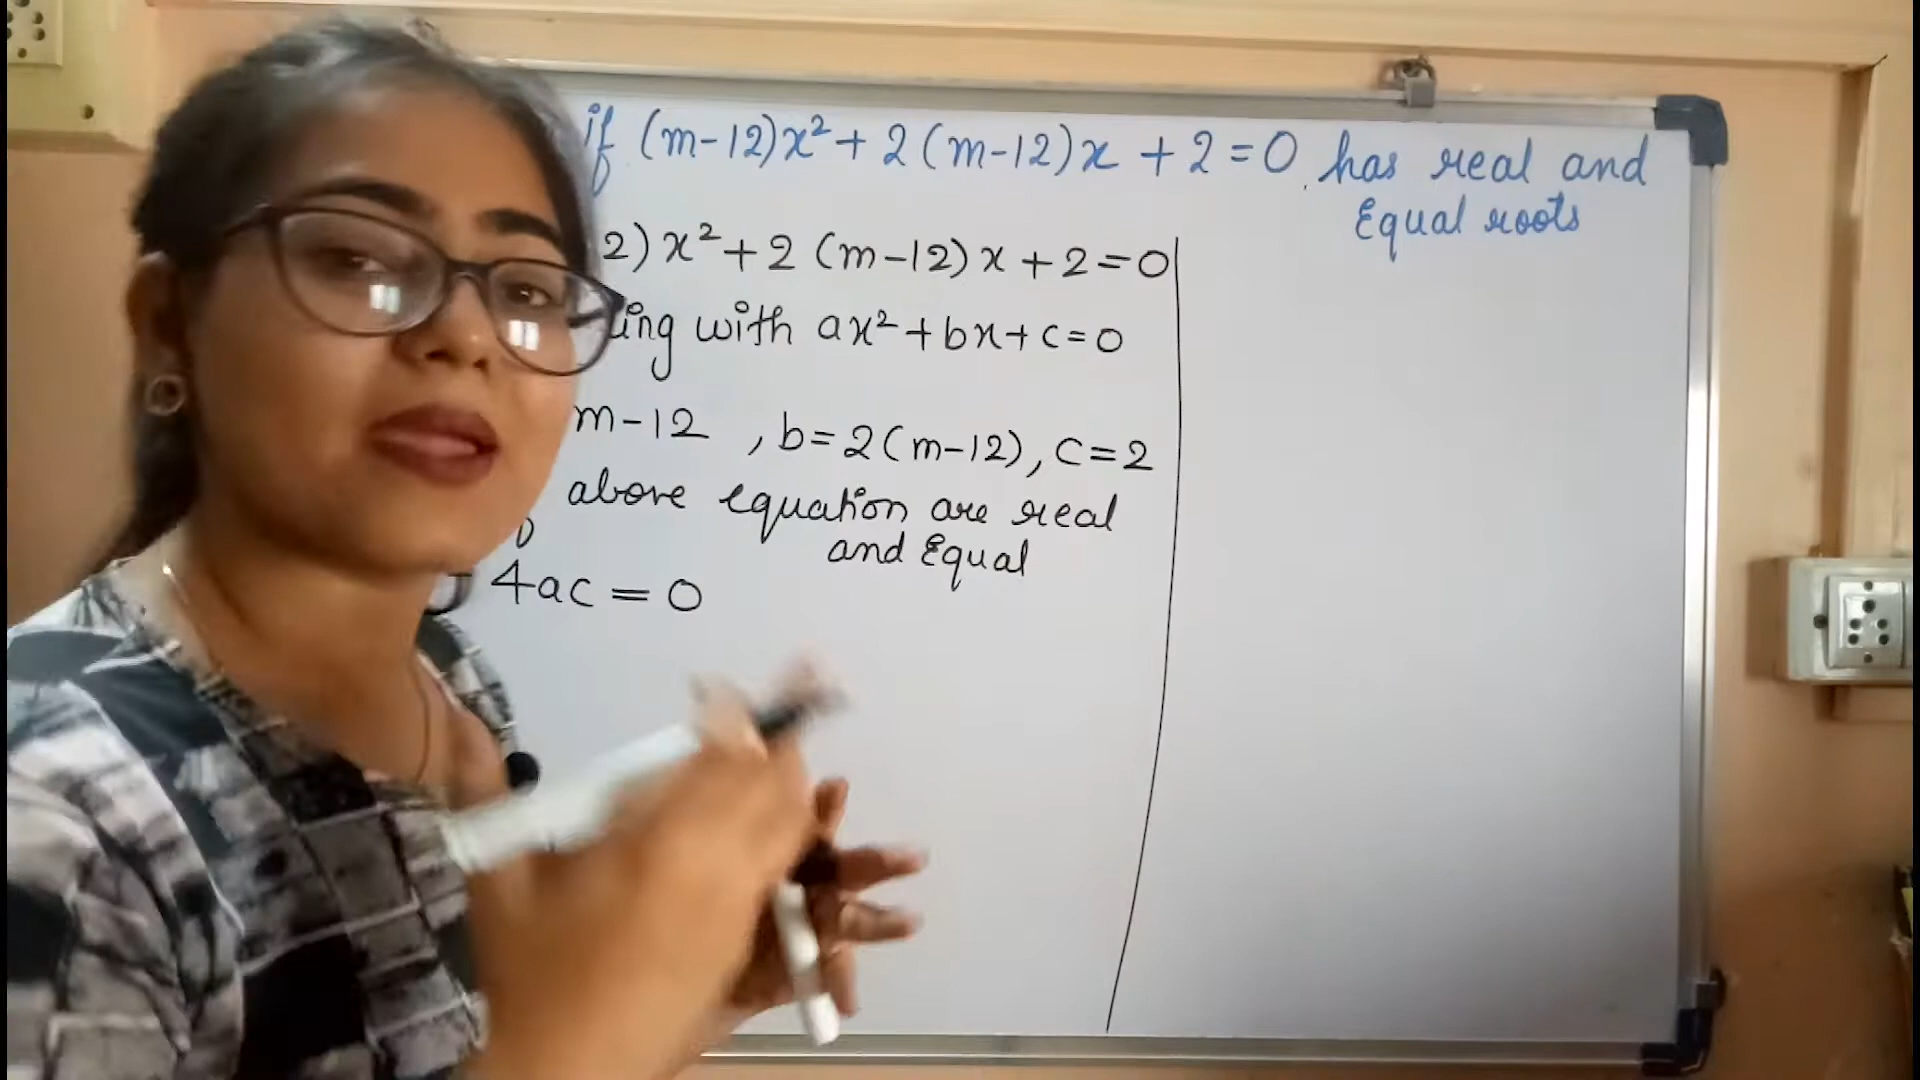 if (m-12)x²+ 2(m-12)x + 2 = 0, has real and
Equal roots
2) x² + 2 (m-12) x + 2 = 0
ing with ax² + bx + c = 0
m-12 , b=2(m-12), c=2
above equation are real
and Equal
4ac = 0